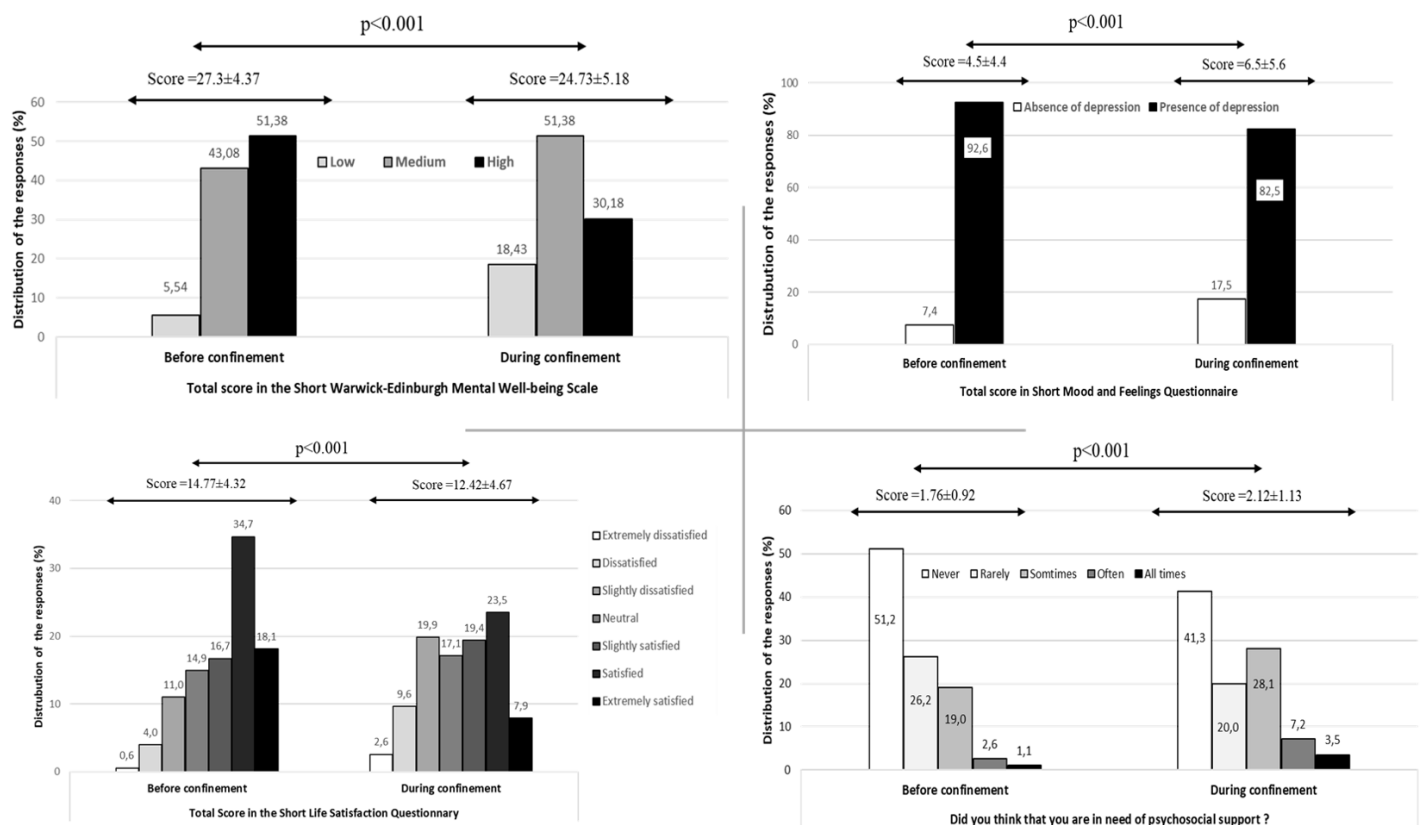 p<0.001
Score =27.3±4.37
Score =24.73±5.18
Distribution of the responses (%)
60
50
40
30
20
10
0
Low Medium High
5,54
43,08
51,38
18,43
51,38
30,18
Before confinement
During confinement
Total score in the Short Warwick-Edinburgh Mental Well-being Scale
p<0.001
Score =4.5±4.4
Score =6.5±5.6
Distrubution of the responses (%)
100
80
60
40
20
0
Absence of depression Presence of depression
7,4
92,6
17,5
82,5
Before confinement
During confinement
Total score in Short Mood and Feelings Questionnaire
p<0.001
Score =14.77±4.32
Score =12.42±4.67
Distrubution of the responses (%)
40
30
20
10
0
0,6
4,0
11,0
14,9
16,7
34,7
18,1
2,6
9,6
19,9
17,1
19,4
23,5
7,9
Extremely dissatisfied
Dissatisfied
Slightly dissatisfied
Neutral
Slightly satisfied
Satisfied
Extremely satisfied
Before confinement
During confinement
Total Score in the Short Life Satisfaction Questionnary
p<0.001
Score =1.76±0.92
Score =2.12±1.13
Distribution of the responses (%)
60
50
40
30
20
10
0
Never Rarely Somtimes Often All times
51,2
26,2
19,0
2,6
1,1
41,3
20,0
28,1
7,2
3,5
Before confinement
During confinement
Did you think that you are in need of psychosocial support ?